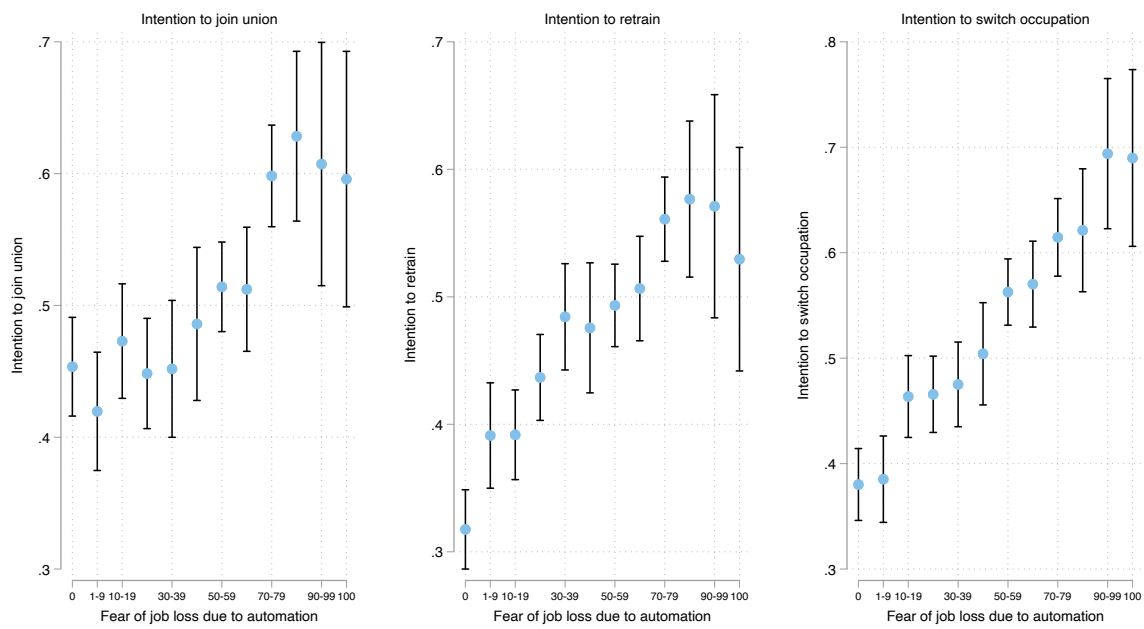 Intention to join union
Intention to join union
.7
.6
.5
.4
.3
0 1-9 10-19 30-39 50-59 70-79 90-99 100
Fear of job loss due to automation
Intention to retrain
Intention to retrain
.7
.6
.5
.4
.3
0 1-9 10-19 30-39 50-59 70-79 90-99 100
Fear of job loss due to automation
Intention to switch occupation
Intention to switch occupation
.8
.7
.6
.5
.4
.3
0 1-9 10-19 30-39 50-59 70-79 90-99 100
Fear of job loss due to automation